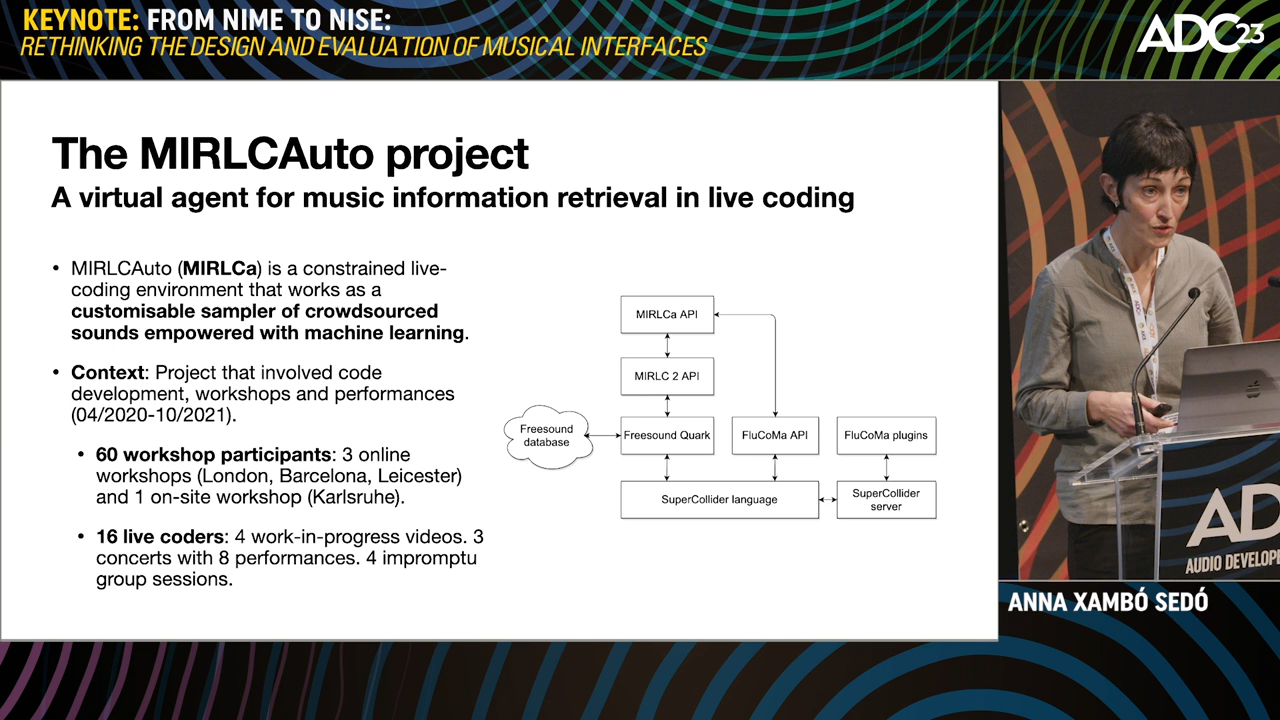 KEYNOTE: FROM NIME TO NISE:
RETHINKING THE DESIGN AND EVALUATION OF MUSICAL INTERFACES
ADC23
The MIRLCAuto project
A virtual agent for music information retrieval in live coding
• MIRLCAuto (MIRLCa) is a constrained live-
coding environment that works as a
customisable sampler of crowdsourced
sounds empowered with machine learning.
• Context: Project that involved code
development, workshops and performances
(04/2020-10/2021).
• 60 workshop participants: 3 online
workshops (London, Barcelona, Leicester)
and 1 on-site workshop (Karlsruhe).
• 16 live coders: 4 work-in-progress videos. 3
concerts with 8 performances. 4 impromptu
group sessions.
MIRLCa API
MIRLC 2 API
Freesound
database
Freesound Quark
FluCoMa API
FluCoMa plugins
SuperCollider language
SuperCollider
server
AD
AUDIO DEVELOP
ANNA XAMBÓ SEDÓ